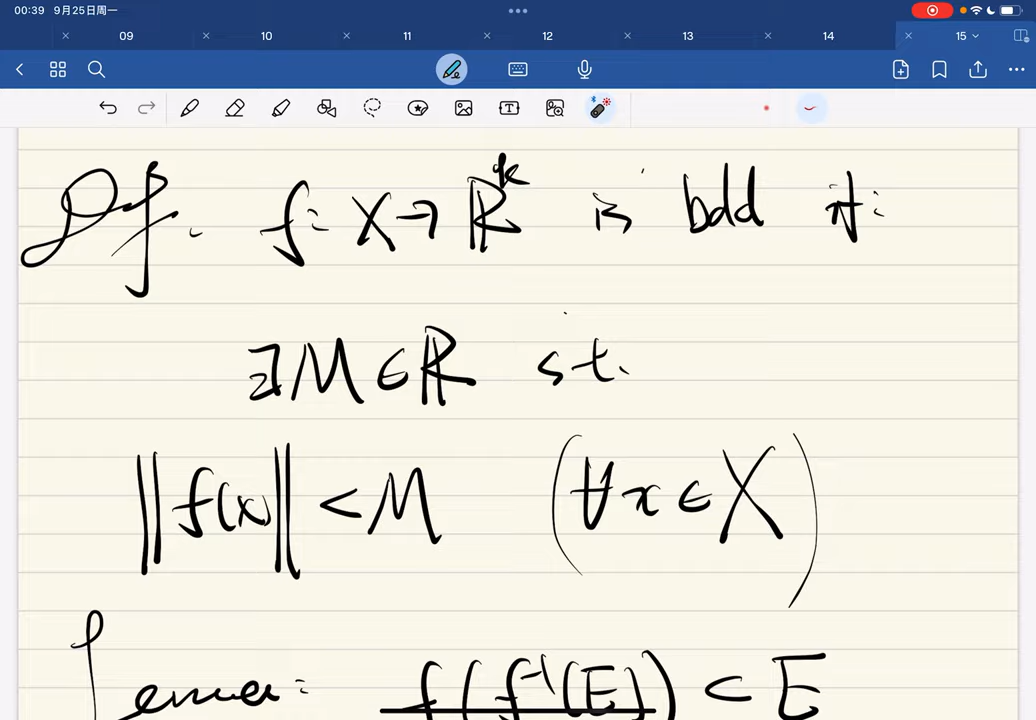 00:39 9月25日周一
09 10 11 12 13 14 15
Def. f: X → ℝᵏ is bdd if:
∃M∈ℝ s.t.
‖f(x)‖ < M (∀x∈X)
Lemma: f(f⁻¹(E)) ⊂ E